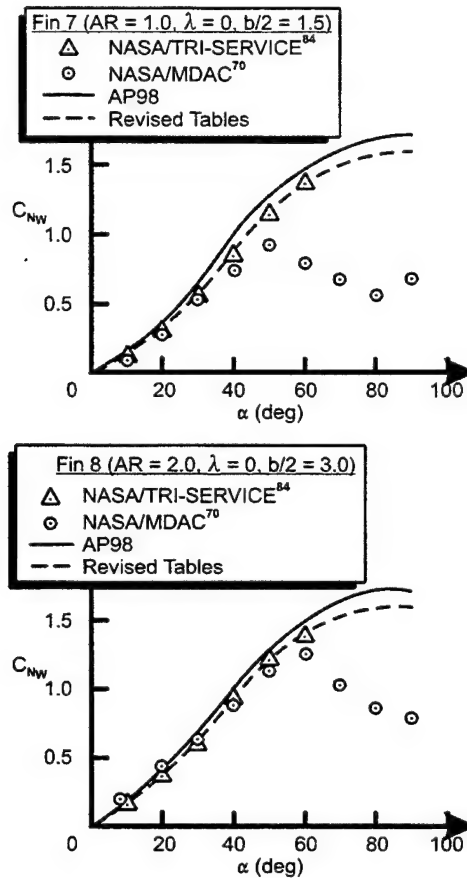 Fin 7 (AR = 1.0, λ = 0, b/2 = 1.5)
NASA/TRI-SERVICE84
NASA/MDAC70
AP98
Revised Tables
1.5
CNW
1.0
0.5
0
20
40
60
80
100
α (deg)
Fin 8 (AR = 2.0, λ = 0, b/2 = 3.0)
NASA/TRI-SERVICE84
NASA/MDAC70
AP98
Revised Tables
1.5
CNW
1.0
0.5
0
20
40
60
80
100
α (deg)